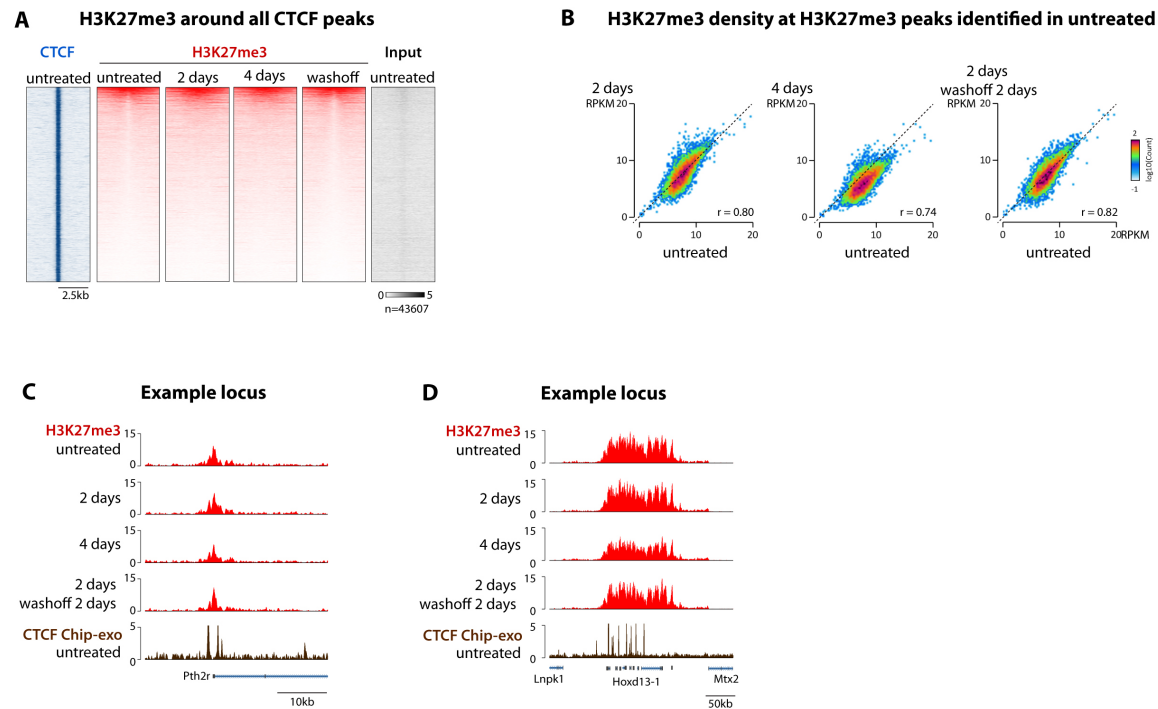 A
H3K27me3 around all CTCF peaks
CTCF
H3K27me3
Input
untreated
untreated
2 days
4 days
washoff
untreated
2.5kb
0
5
n=43607
B
H3K27me3 density at H3K27me3 peaks identified in untreated
2 days
RPKM 20
10
0
0
10
20
r = 0.80
untreated
4 days
RPKM 20
10
0
0
10
20
r = 0.74
untreated
2 days
washoff 2 days
RPKM 20
10
0
0
10
20RPKM
r = 0.82
untreated
2
log10(Count)
-1
C
Example locus
H3K27me3
untreated
15
0
2 days
15
0
4 days
15
0
2 days
washoff 2 days
15
0
CTCF Chip-exo
untreated
5
0
Pth2r
10kb
D
Example locus
H3K27me3
untreated
15
0
2 days
15
0
4 days
15
0
2 days
washoff 2 days
15
0
CTCF Chip-exo
untreated
5
0
Lnpk1
Hoxd13-1
Mtx2
50kb